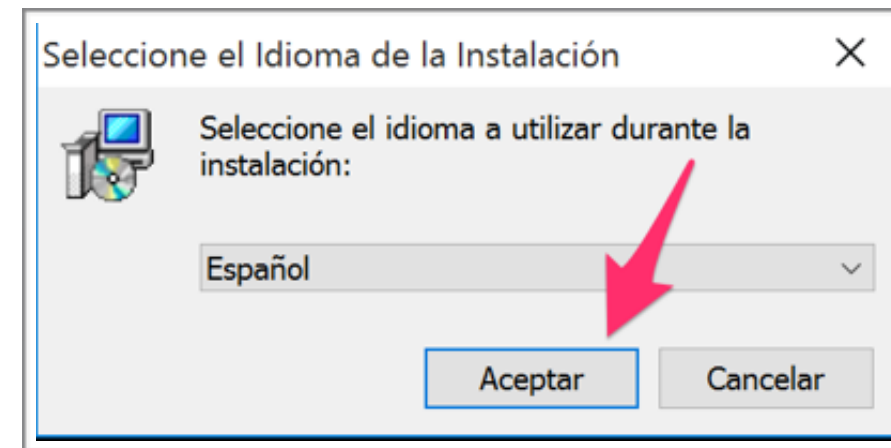 Seleccione el Idioma de la Instalación
Seleccione el idioma a utilizar durante la
instalación:
Español
Aceptar
Cancelar